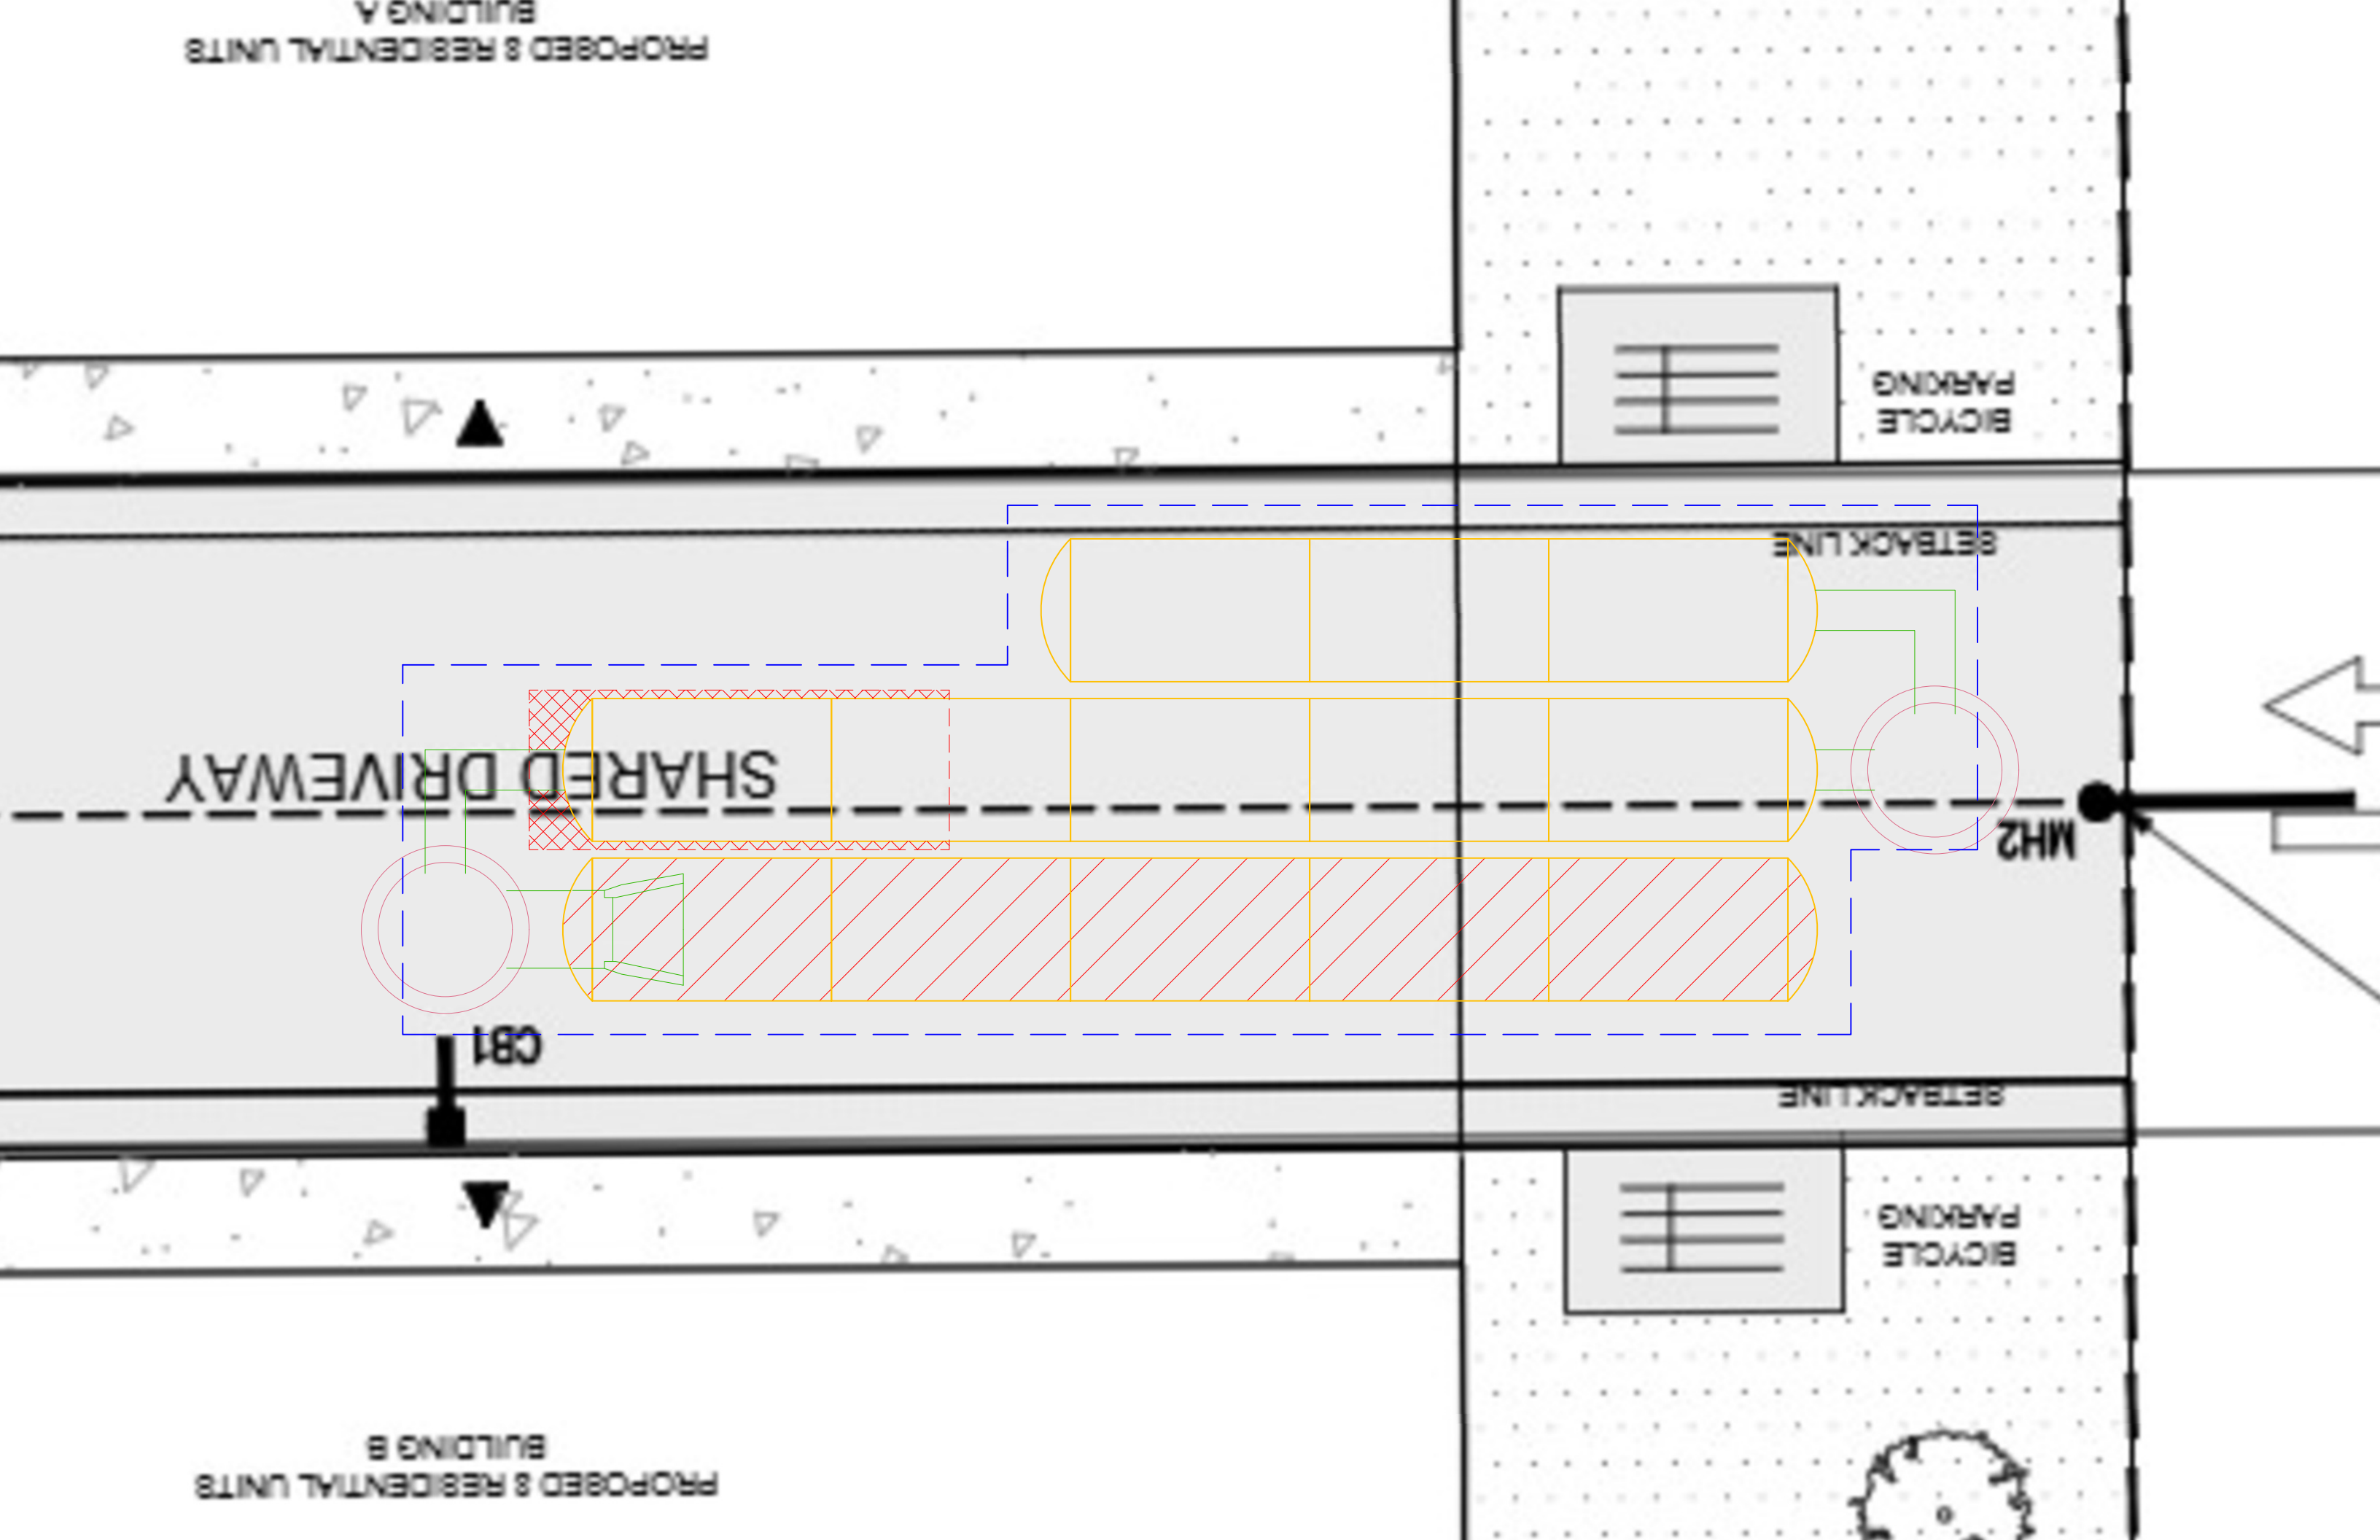 PROPOSED 8 RESIDENTIAL UNITS
BUILDING A
BICYCLE
PARKING
SETBACK LINE
SHARED DRIVEWAY
MH2
CB1
SETBACK LINE
BICYCLE
PARKING
PROPOSED 8 RESIDENTIAL UNITS
BUILDING B